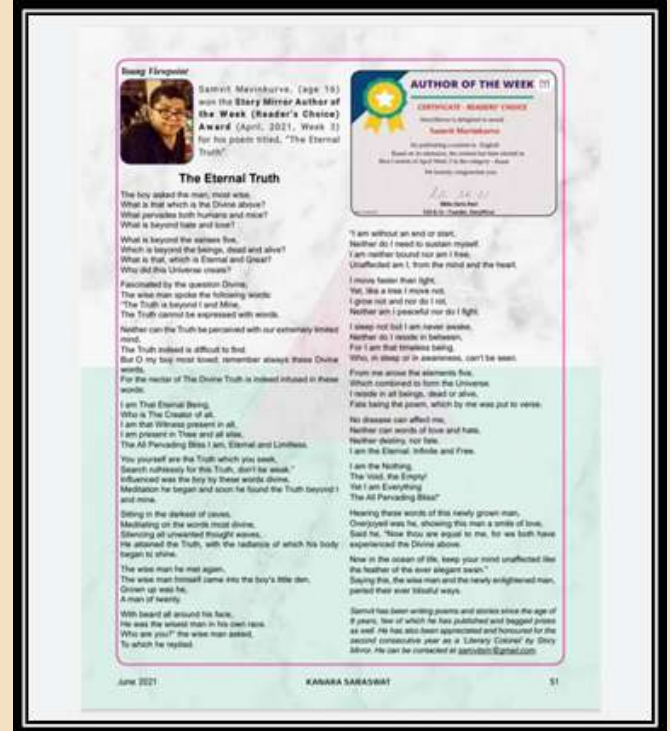 Young Viewpoint
Samvit Mavinkurve, (age 16)
won the Story Mirror Author of
the Week (Reader's Choice)
Award (April, 2021, Week 3)
for his poem titled, "The Eternal
Truth".
The Eternal Truth
The boy asked the man, most wise,
What is that which is the Divine above?
What pervades both humans and mice?
What is beyond hate and love?
What is beyond the senses five,
Which is beyond the beings, dead and alive?
What is that, which is Eternal and Great?
Who did this Universe create?
Fascinated by the question Divine,
The wise man spoke the following words:
"The Truth is beyond I and Mine,
The Truth cannot be expressed with words.
Neither can the Truth be perceived with our extremely limited
mind,
The Truth indeed is difficult to find.
But O my boy most loved, remember always these Divine
words,
For the nectar of The Divine Truth is indeed infused in these
words:
I am That Eternal Being,
Who is The Creator of all,
I am that Witness present in all,
I am present in Thee and all else,
The All Pervading Bliss I am, Eternal and Limitless.
You yourself are the Truth which you seek,
Search ruthlessly for this Truth, don't be weak."
Influenced was the boy by these words divine,
Meditation he began and soon he found the Truth beyond I
and mine.
Sitting in the darkest of caves,
Meditating on the words most divine,
Silencing all unwanted thought waves,
He attained the Truth, with the radiance of which his body
began to shine.
The wise man he met again,
The wise man himself came into the boy's little den,
Grown up was he,
A man of twenty.
With beard all around his face,
He was the wisest man in his own race.
Who are you?" the wise man asked,
To which he replied.
AUTHOR OF THE WEEK
CERTIFICATE - READERS' CHOICE
StoryMirror is delighted to award
Samvit Mavinkurve
"I am without an end or start,
Neither do I need to sustain myself.
I am neither bound nor am I free,
Unaffected am I, from the mind and the heart.
I move faster than light,
Yet, like a tree I move not,
I grow not and nor do I rot,
Neither am I peaceful nor do I fight.
I sleep not but I am never awake,
Neither do I reside in between,
For I am that timeless being,
Who, in sleep or in awareness, can't be seen.
From me arose the elements five,
Which combined to form the Universe.
I reside in all beings, dead or alive,
Fate being the poem, which by me was put to verse.
No disease can affect me,
Neither can words of love and hate,
Neither destiny, nor fate.
I am the Eternal. Infinite and Free.
I am the Nothing,
The Void, the Empty!
Yet I am Everything
The All Pervading Bliss!"
Hearing these words of this newly grown man,
Overjoyed was he, showing this man a smile of love,
Said he, "Now thou are equal to me, for we both have
experienced the Divine above.
Now in the ocean of life, keep your mind unaffected like
the feather of the ever elegant swan."
Saying this, the wise man and the newly enlightened man,
parted their ever blissful ways.
Samvit has been writing poems and stories since the age of
9 years, few of which he has published and bagged prizes
as well. He has also been appreciated and honoured for the
second consecutive year as a 'Literary Colonel' by Story
Mirror. He can be contacted at
June 2021
KANARA SARASWAT
51